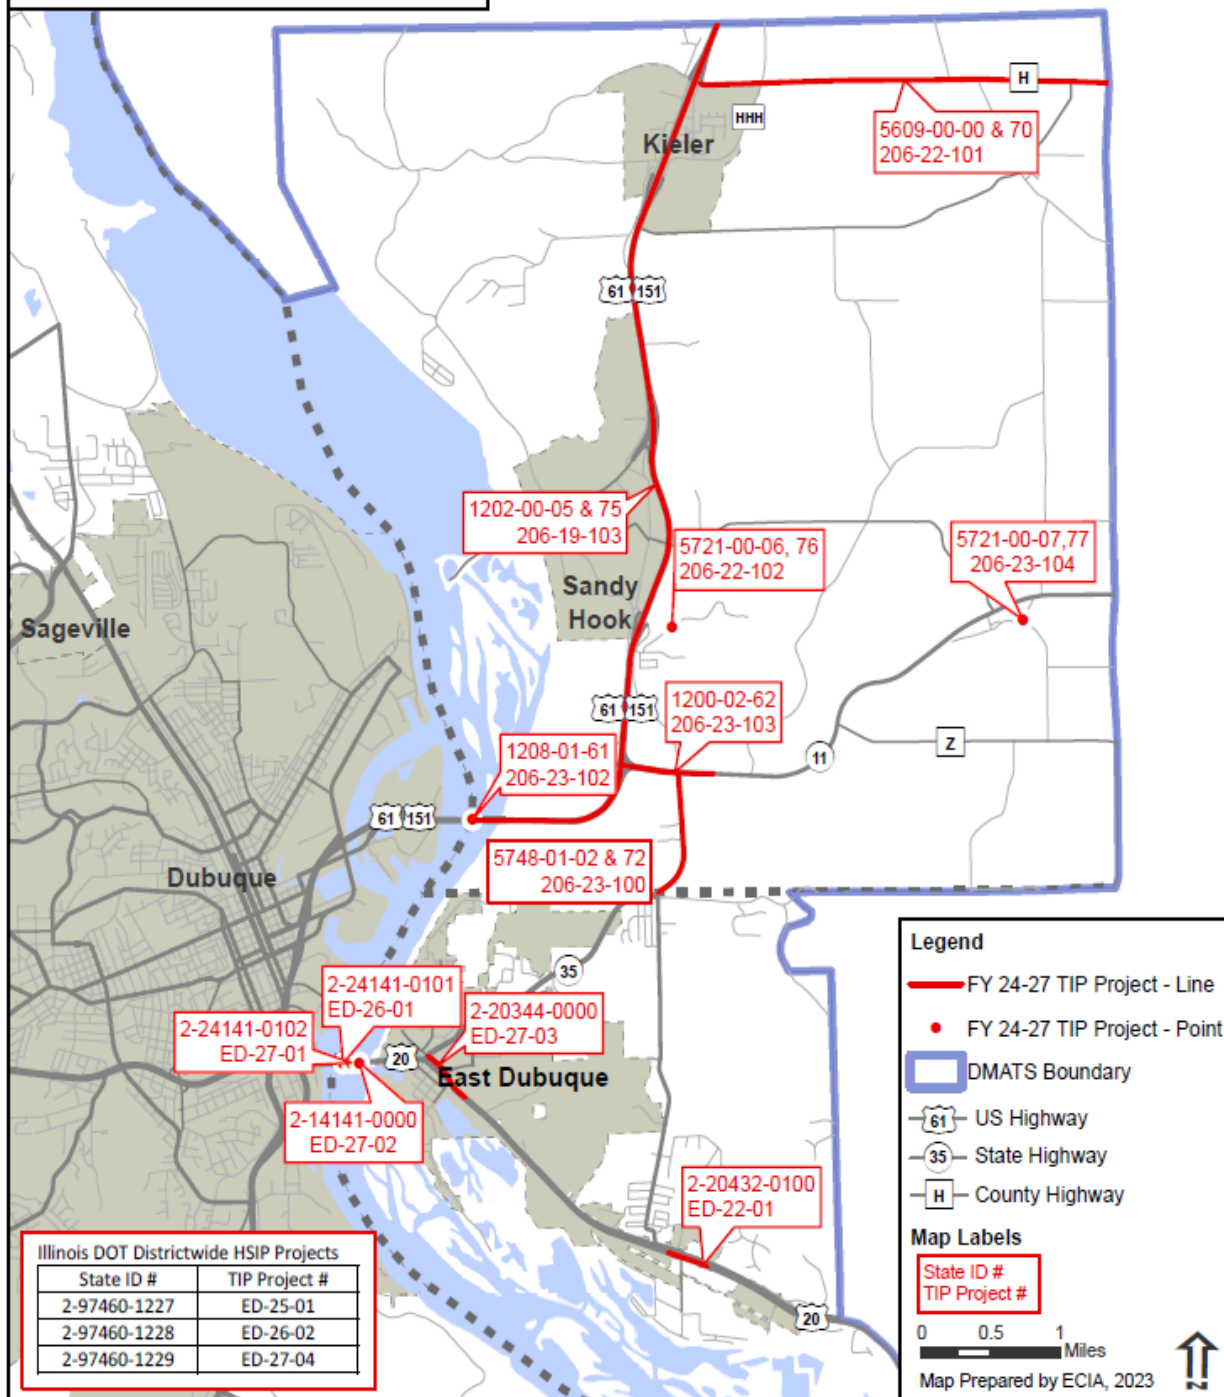 H
HHH
Kieler
5609-00-00 & 70
206-22-101
61 151
1202-00-05 & 75
206-19-103
5721-00-06, 76
206-22-102
5721-00-07,77
206-23-104
Sandy
Hook
Sageville
61 151
1200-02-62
206-23-103
1208-01-61
206-23-102
Z
11
61 151
5748-01-02 & 72
206-23-100
Dubuque
35
2-24141-0101
ED-26-01
2-24141-0102
ED-27-01
2-20344-0000
ED-27-03
20
East Dubuque
2-14141-0000
ED-27-02
2-20432-0100
ED-22-01
20
Illinois DOT Districtwide HSIP Projects
State ID # TIP Project #
2-97460-1227 ED-25-01
2-97460-1228 ED-26-02
2-97460-1229 ED-27-04
Legend
FY 24-27 TIP Project - Line
FY 24-27 TIP Project - Point
DMATS Boundary
61 US Highway
35 State Highway
H County Highway
Map Labels
State ID #
TIP Project #
0 0.5 1
Miles
Map Prepared by ECIA, 2023
N